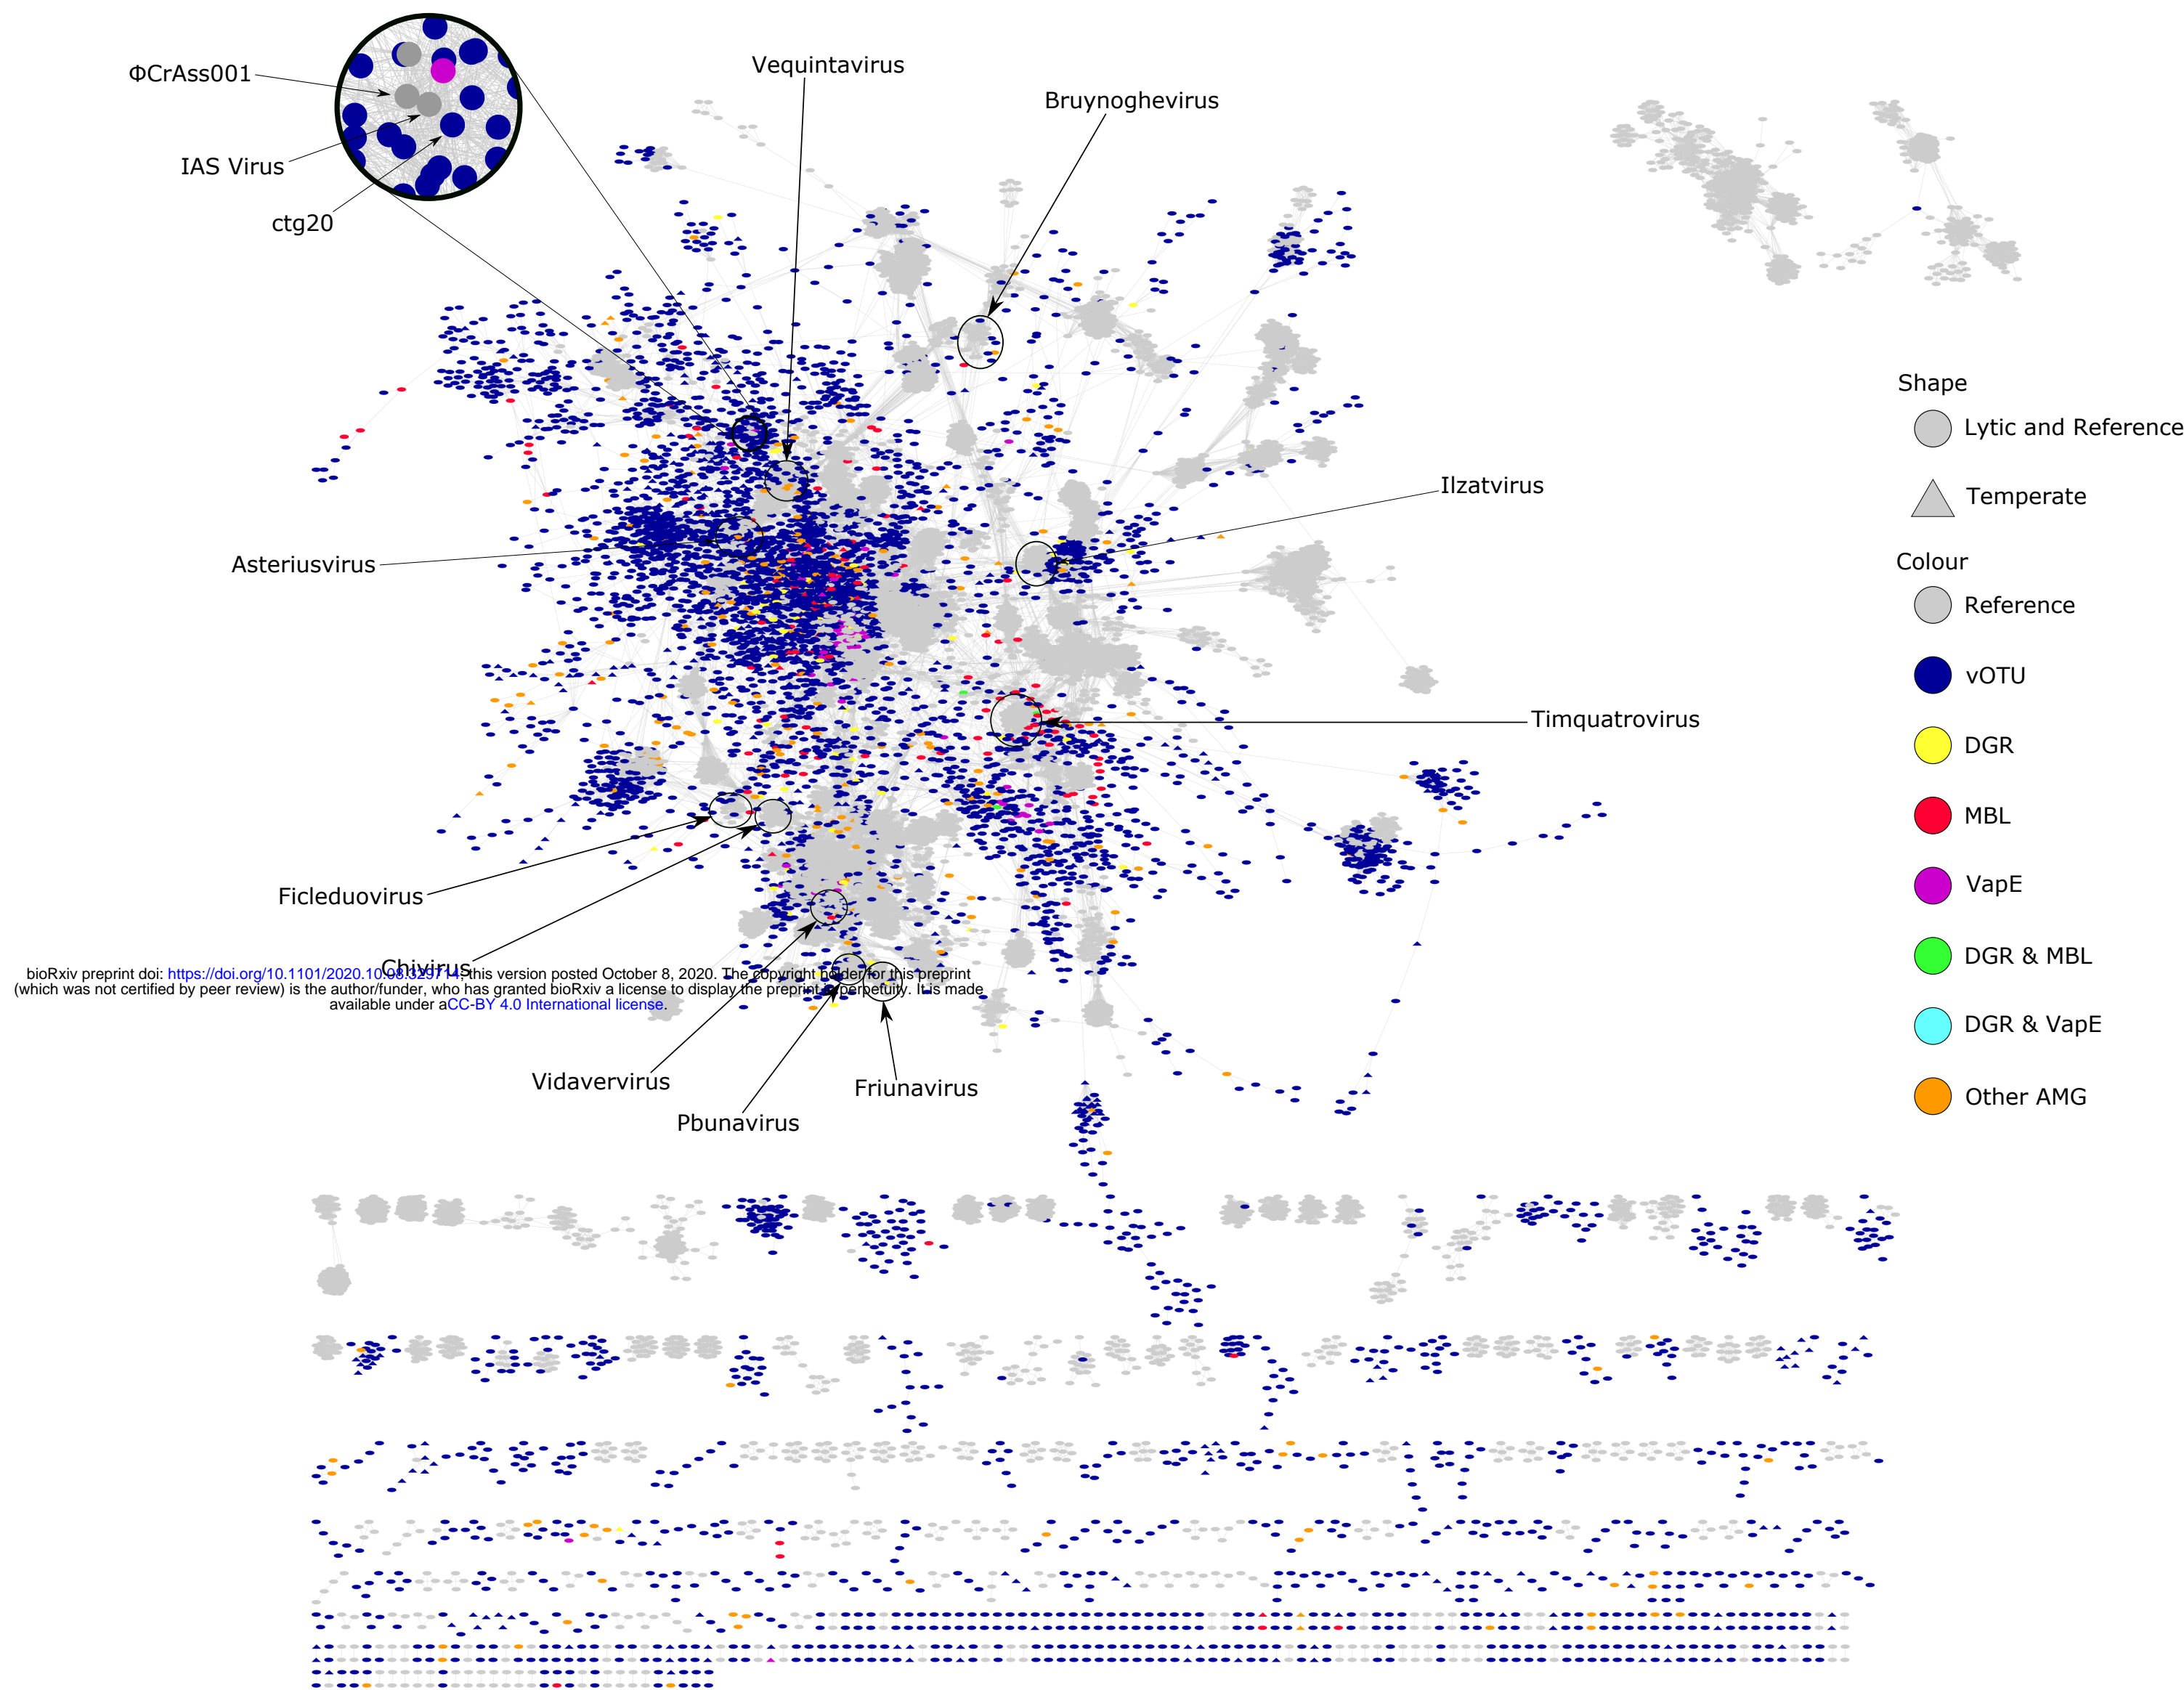 Vequintavirus
ΦCrAss001
Bruynoghevirus
IAS Virus
ctg20
Shape
Lytic and Reference
Ilzatvirus
Temperate
Asteriusvirus
Colour
Reference
vOTU
Timquatrovirus
DGR
MBL
VapE
Ficleduovirus
DGR & MBL
Chivirus
bioRxiv preprint doi: https://doi.org/10.1101/2020.10.08.329714; this version posted October 8, 2020. The copyright holder for this preprint
(which was not certified by peer review) is the author/funder, who has granted bioRxiv a license to display the preprint in perpetuity. It is made
available under aCC-BY 4.0 International license.
DGR & VapE
Vidavervirus
Friunavirus
Other AMG
Pbunavirus